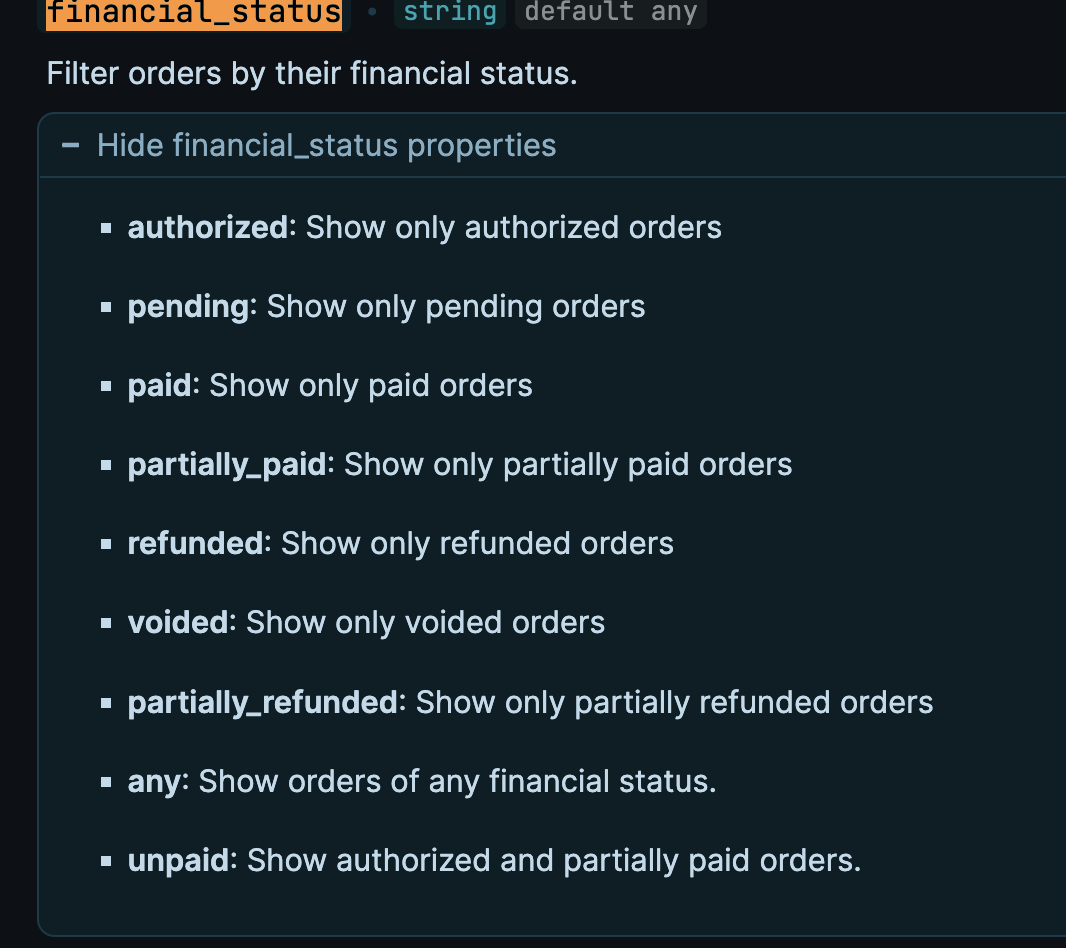 financial_status • string default any
Filter orders by their financial status.
− Hide financial_status properties
▪ authorized: Show only authorized orders
▪ pending: Show only pending orders
▪ paid: Show only paid orders
▪ partially_paid: Show only partially paid orders
▪ refunded: Show only refunded orders
▪ voided: Show only voided orders
▪ partially_refunded: Show only partially refunded orders
▪ any: Show orders of any financial status.
▪ unpaid: Show authorized and partially paid orders.